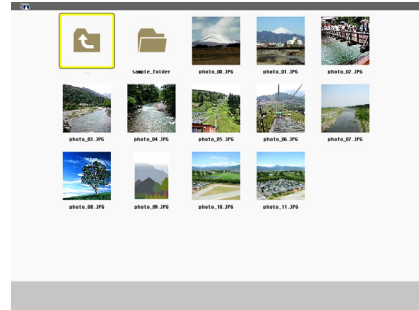 ..
sample_folder
photo_00.JPG
photo_01.JPG
photo_02.JPG
photo_03.JPG
photo_04.JPG
photo_05.JPG
photo_06.JPG
photo_07.JPG
photo_08.JPG
photo_09.JPG
photo_10.JPG
photo_11.JPG